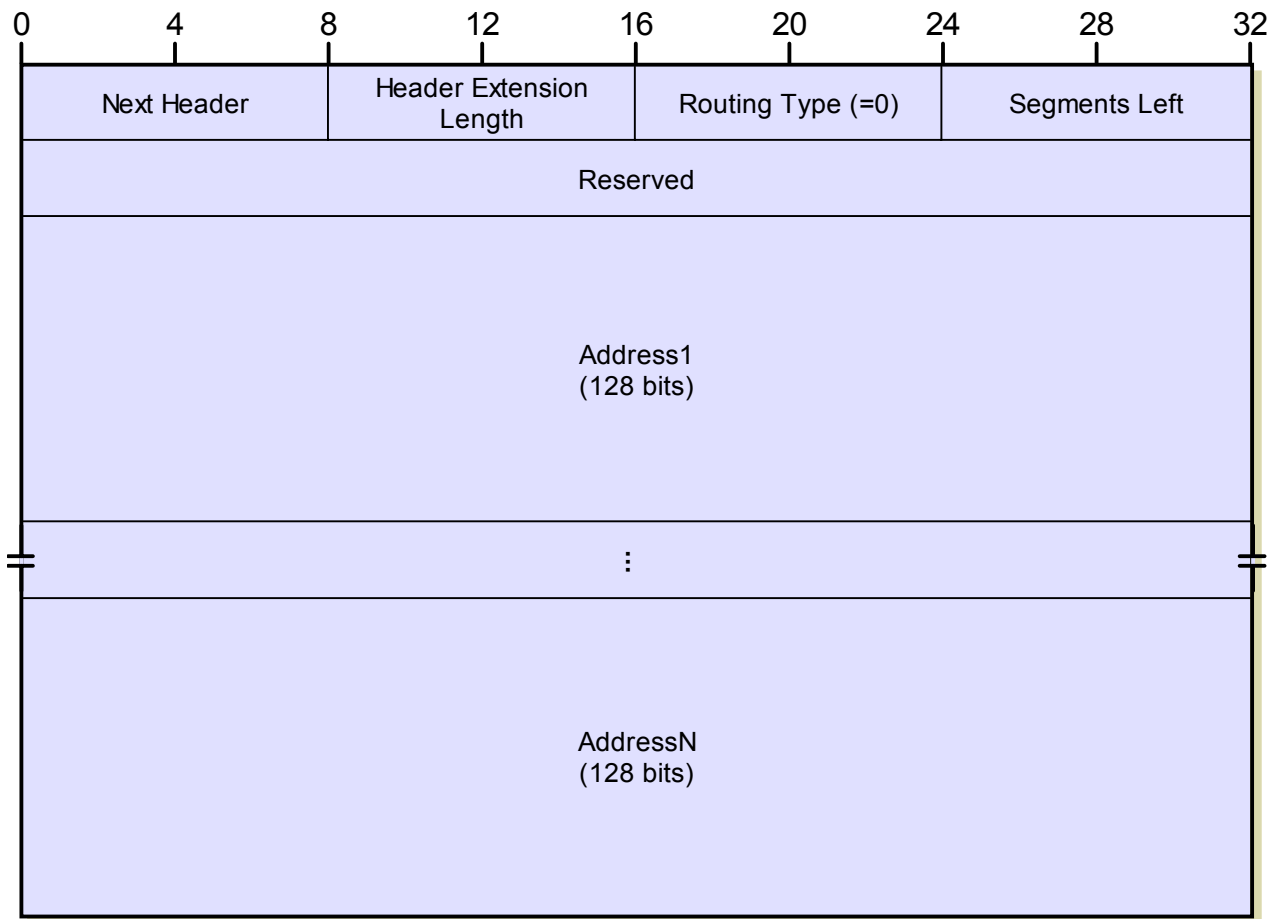 0 4 8 12 16 20 24 28 32
Next Header
Header Extension
Length
Routing Type (=0)
Segments Left
Reserved
Address1
(128 bits)
...
AddressN
(128 bits)